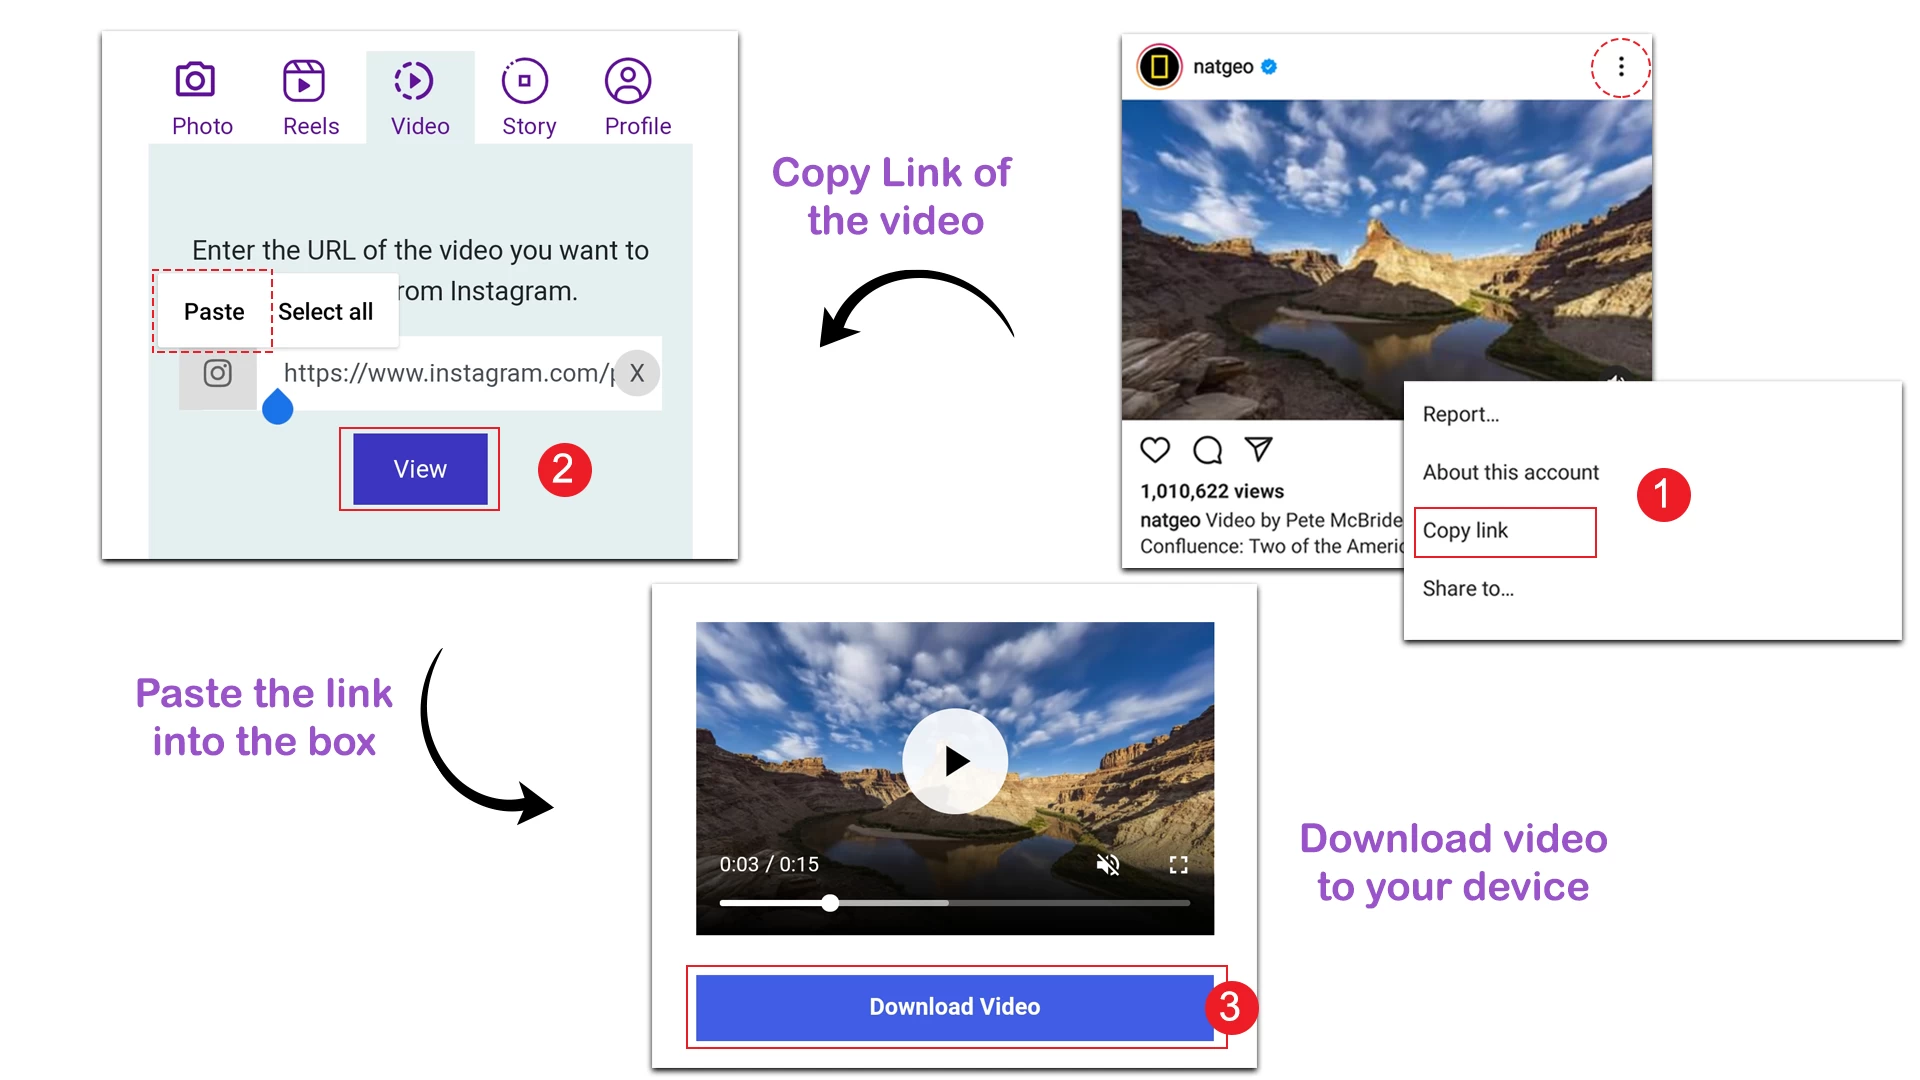 Photo
Reels
Video
Story
Profile
Enter the URL of the video you want to
rom Instagram.
Paste
Select all
https://www.instagram.com/p
X
View
2
Copy Link of
the video
natgeo
1,010,622 views
natgeo Video by Pete McBride
Confluence: Two of the Americ
Report...
About this account
Copy link
Share to...
1
Paste the link
into the box
0:03 / 0:15
Download Video
3
Download video
to your device